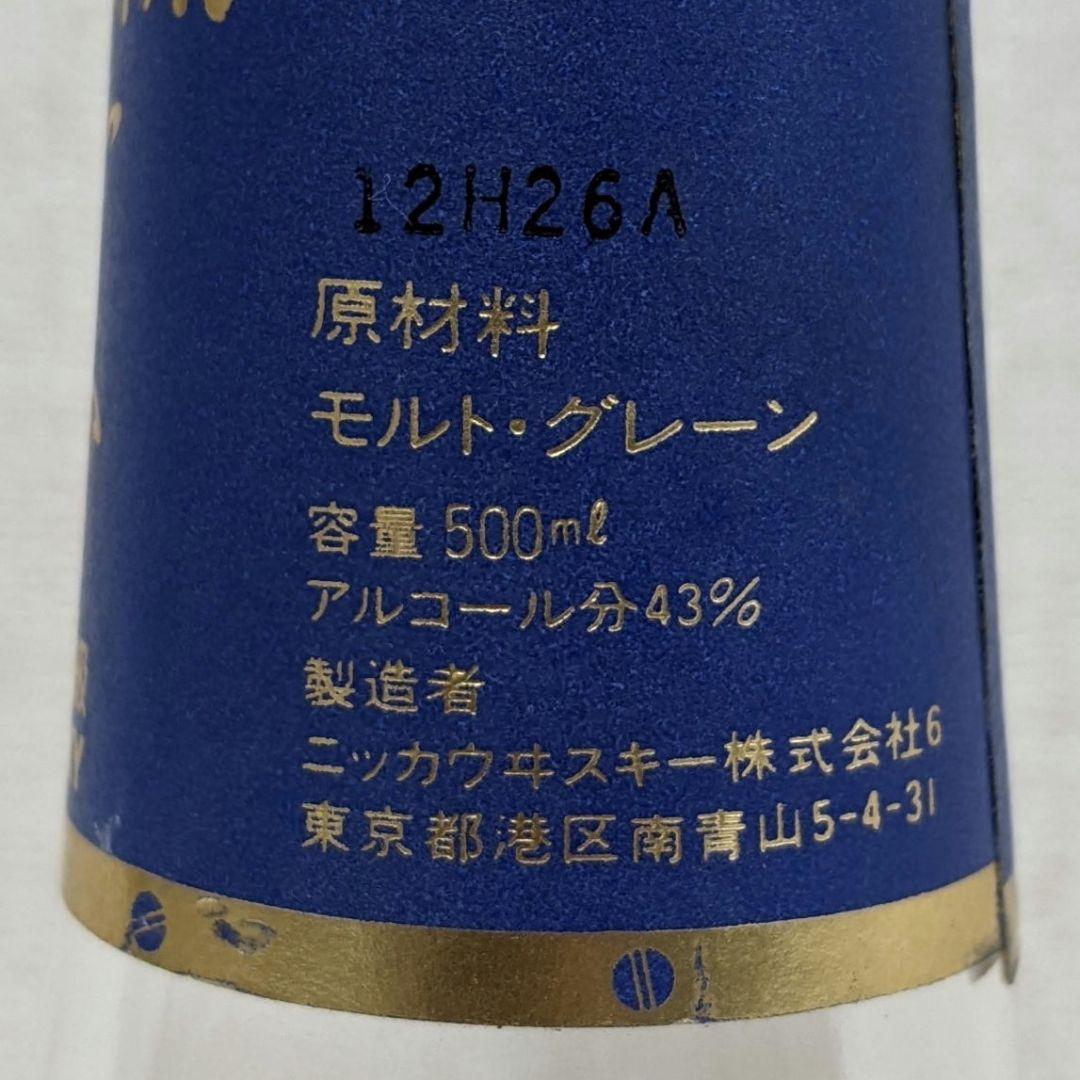 12H26A
原材料
モルト・グレーン
容量 500ml
アルコール分43%
製造者
ニッカウヰスキー株式会社6
東京都港区南青山5-4-31